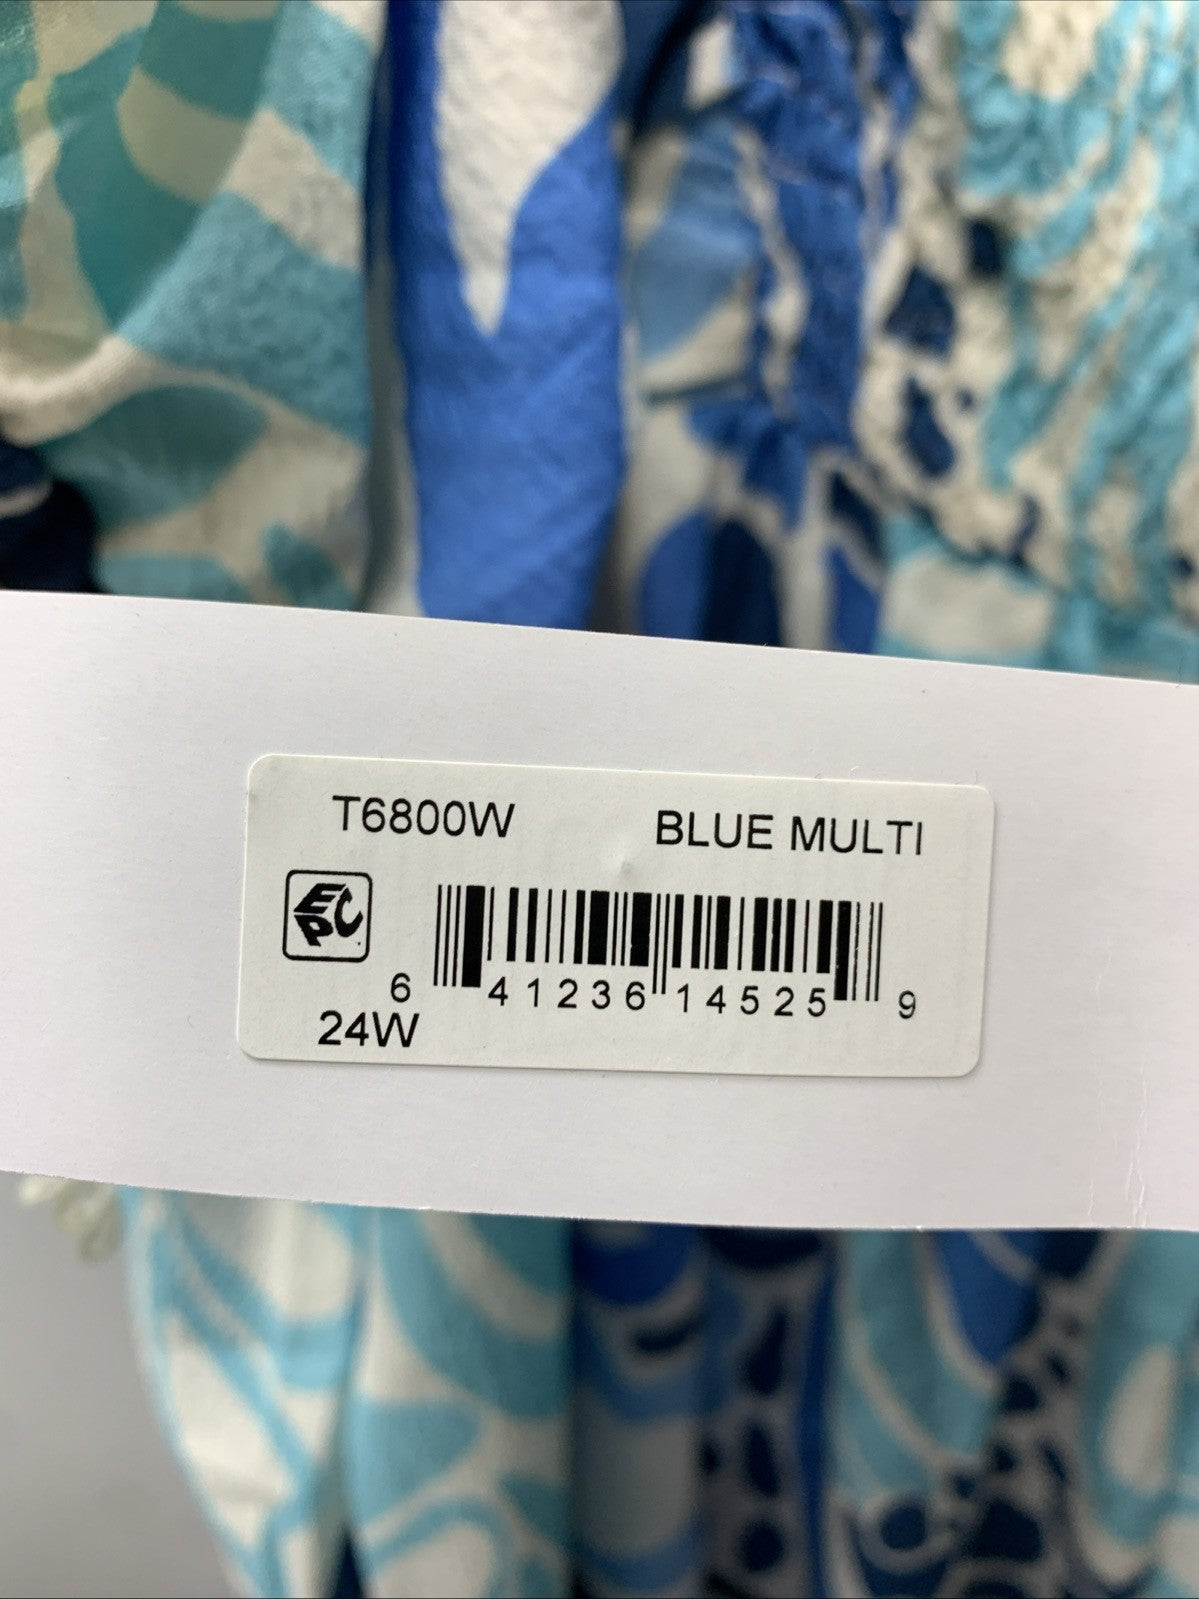 T6800W BLUE MULTI
EPC
6 41236 14525 9
24W